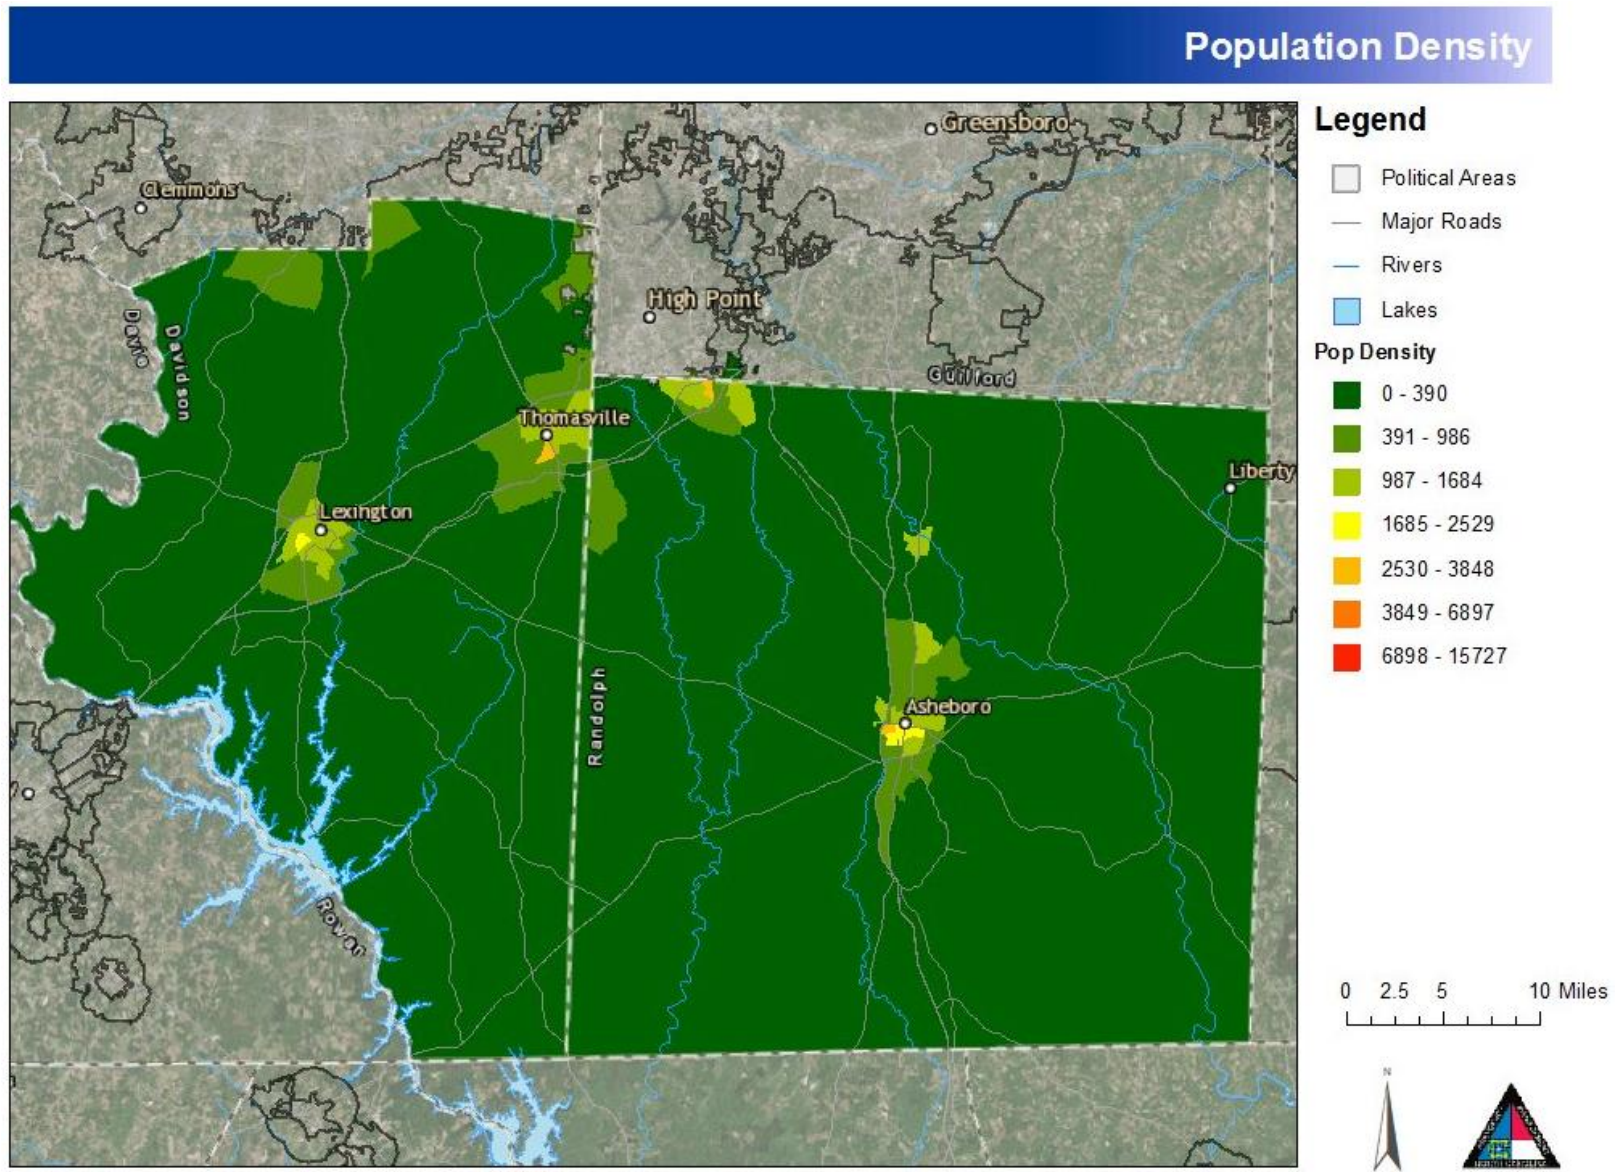 Population Density
Greensboro
Clemmons
High Point
Davie
Davidson
Guilford
Thomasville
Liberty
Lexington
Randolph
Asheboro
Rowan
Legend
Political Areas
Major Roads
Rivers
Lakes
Pop Density
0 - 390
391 - 986
987 - 1684
1685 - 2529
2530 - 3848
3849 - 6897
6898 - 15727
0 2.5 5 10 Miles
N